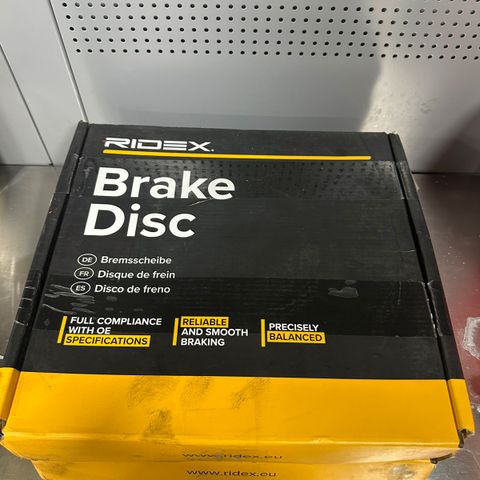 RIDEX
Brake
Disc
DE Bremsscheibe
FR Disque de frein
ES Disco de freno
FULL COMPLIANCE
WITH OE
SPECIFICATIONS
RELIABLE
AND SMOOTH
BRAKING
PRECISELY
BALANCED
www.ridex.eu
www.ridex.eu